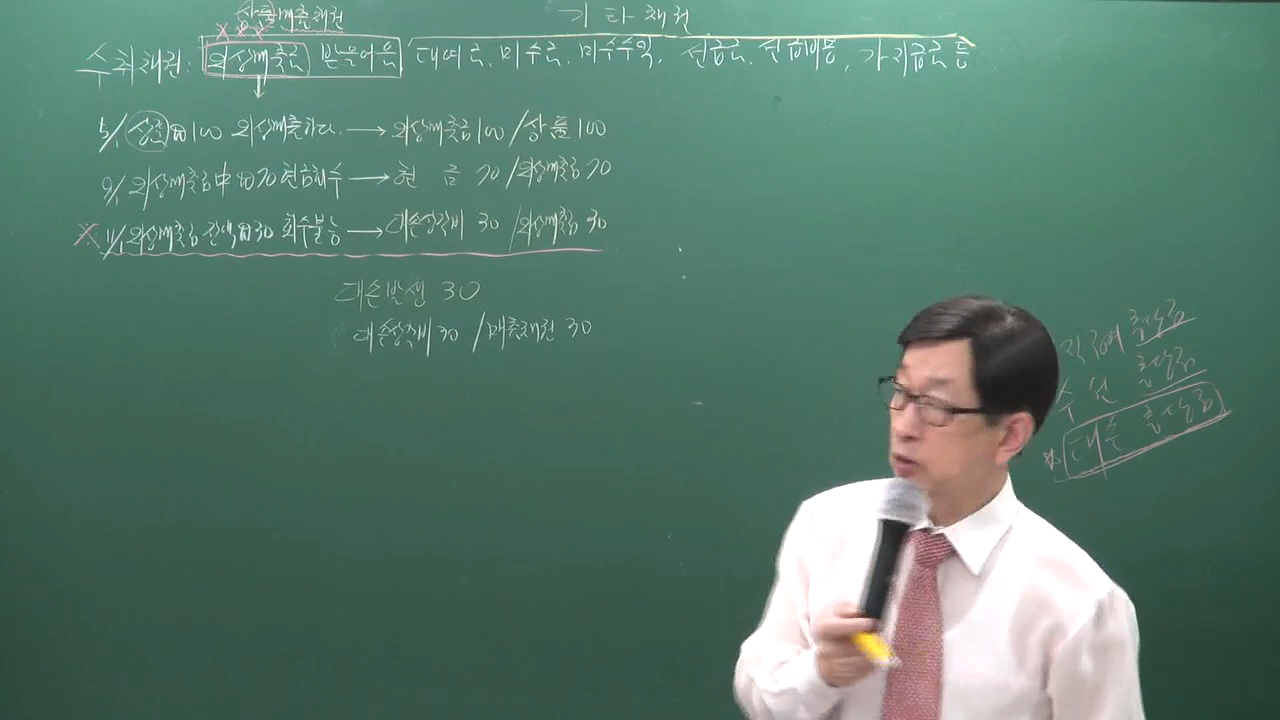 상품매출채권 기타채권
수취채권: 외상매출금 받을어음, 대여금, 미수금, 미수수익, 선급금, 선급비용, 가지급금 등
5/1 상품 ₩100 외상매출하다. → 외상매출금 100 / 상품 100
9/1 외상매출금 中 ₩70 현금회수 → 현 금 70 / 외상매출금 70
※ 11/1 외상매출금 잔액 ₩30 회수불능 → 대손상각비 30 / 외상매출금 30
대손발생 30
대손상각비 30 / 매출채권 30
충당금
충당금
대손 충당금